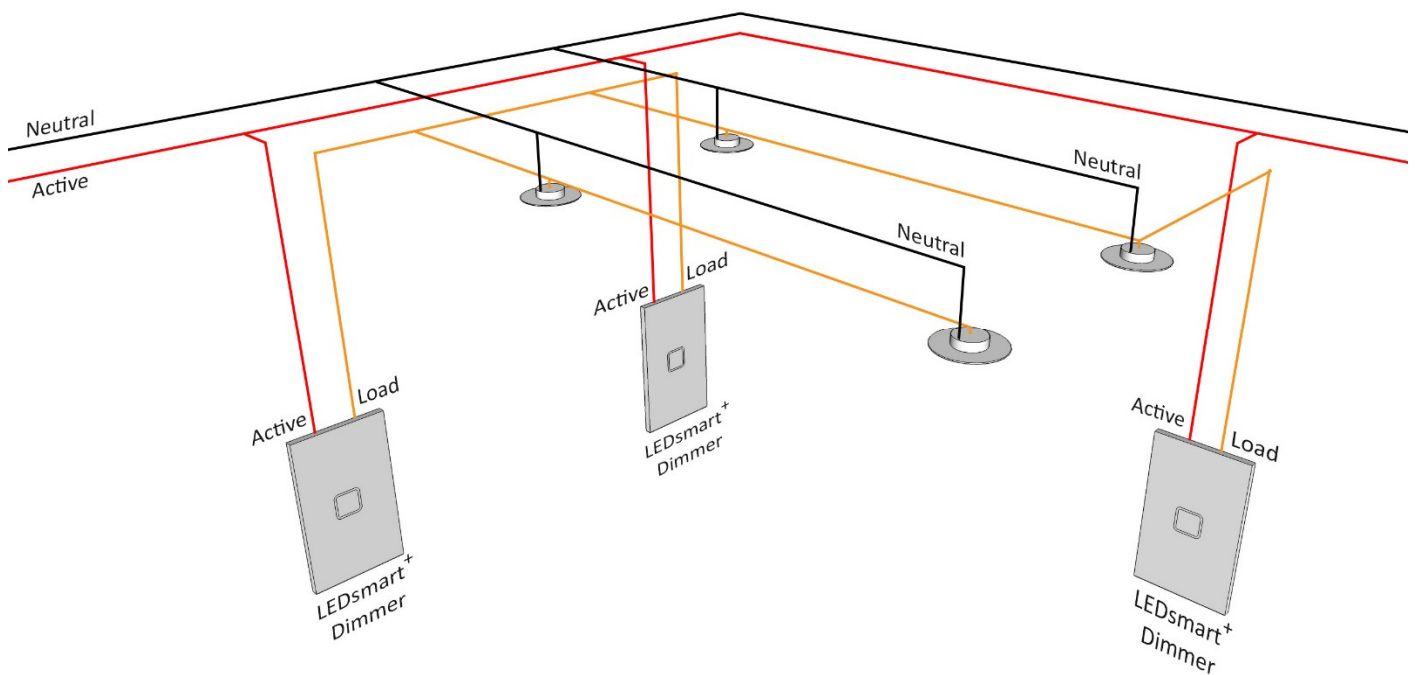 Neutral
Active
Neutral
Neutral
Active
Load
Active
Load
Active
Load
LEDsmart+
Dimmer
LEDsmart+
Dimmer
LEDsmart+
Dimmer